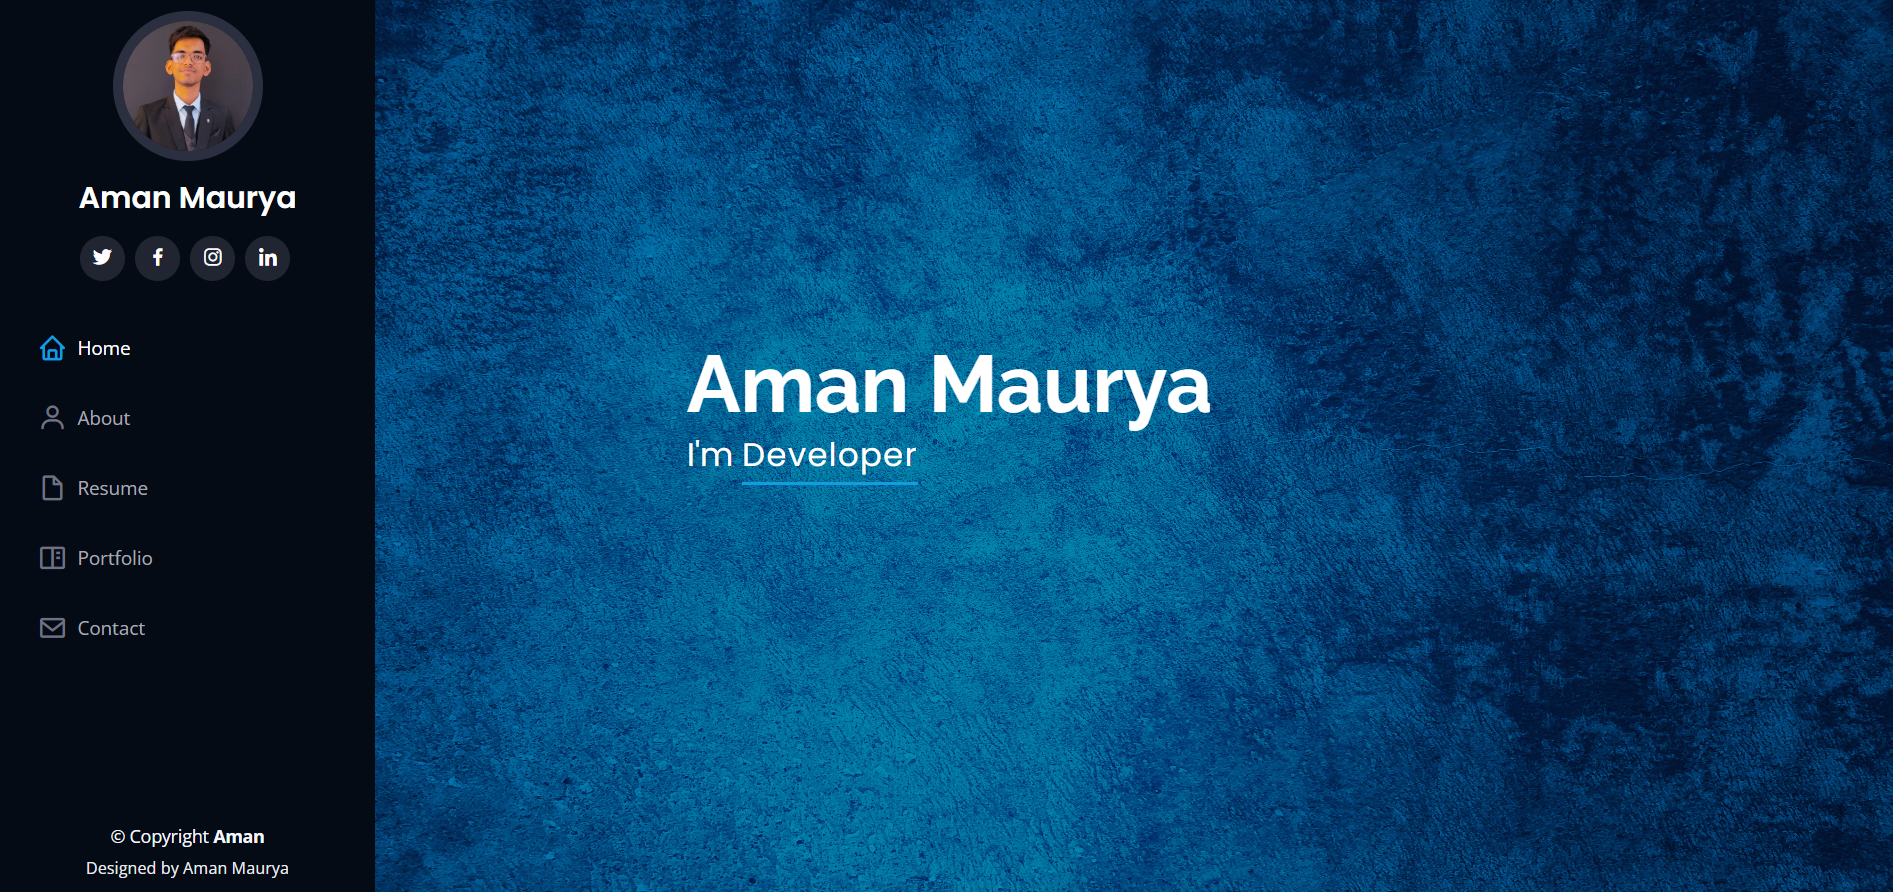 Aman Maurya
Home
About
Resume
Portfolio
Contact
© Copyright Aman
Designed by Aman Maurya
Aman Maurya
I'm Developer